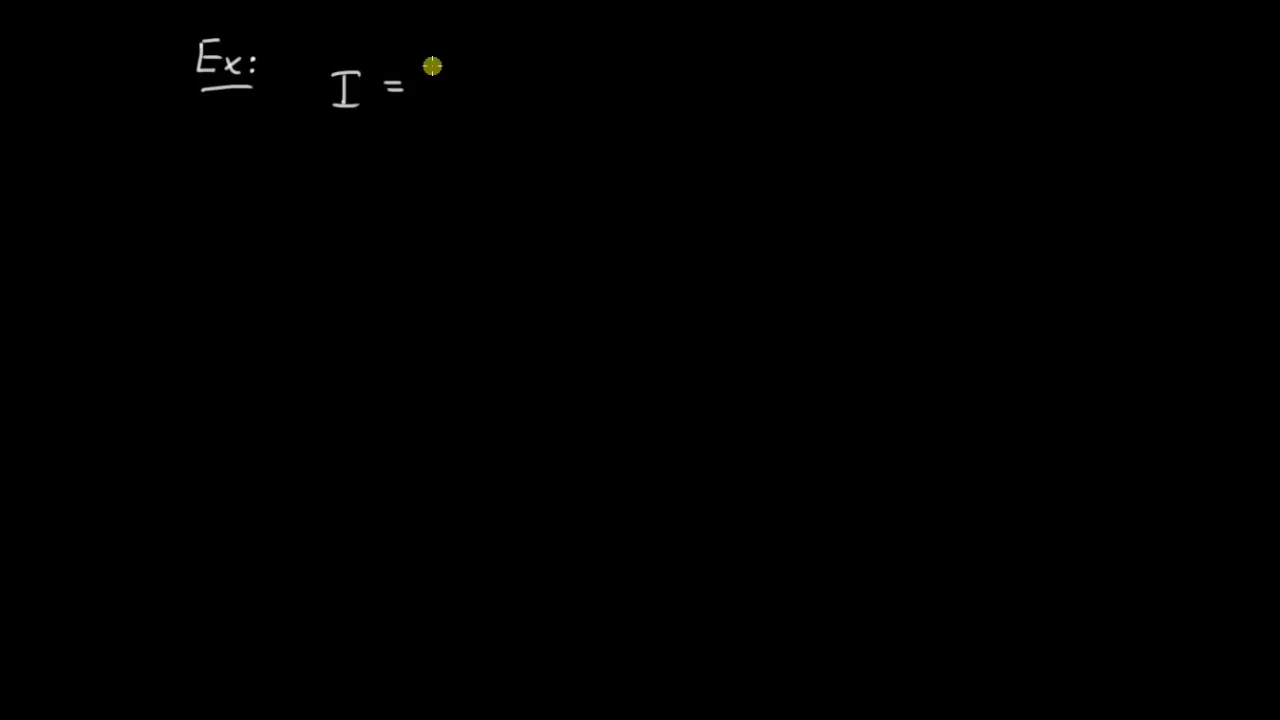 Ex: I =